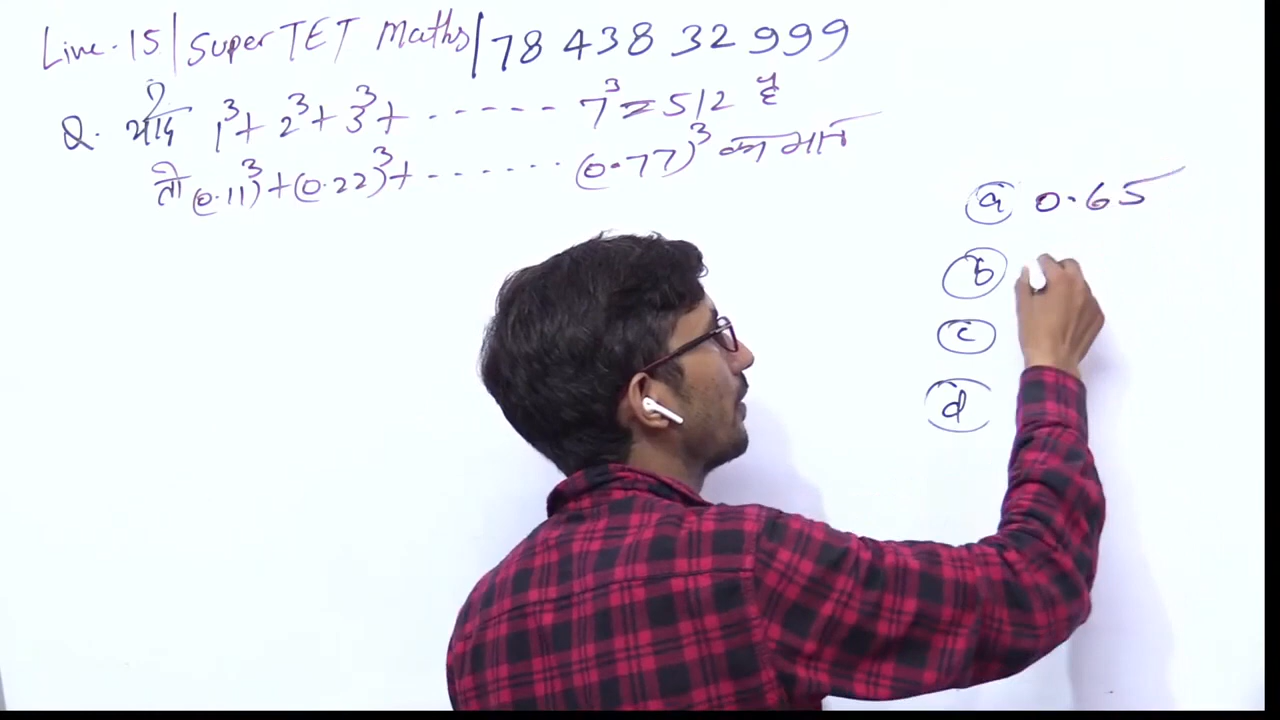 Live-15 | Super TET Maths | 78 438 32 999
Q. यदि 1³ + 2³ + 3³ + ------ 7³ = 512 है
तो (0.11)³ + (0.22)³ + ------ (0.77)³ का मान
(a) 0.65
(b)
(c)
(d)